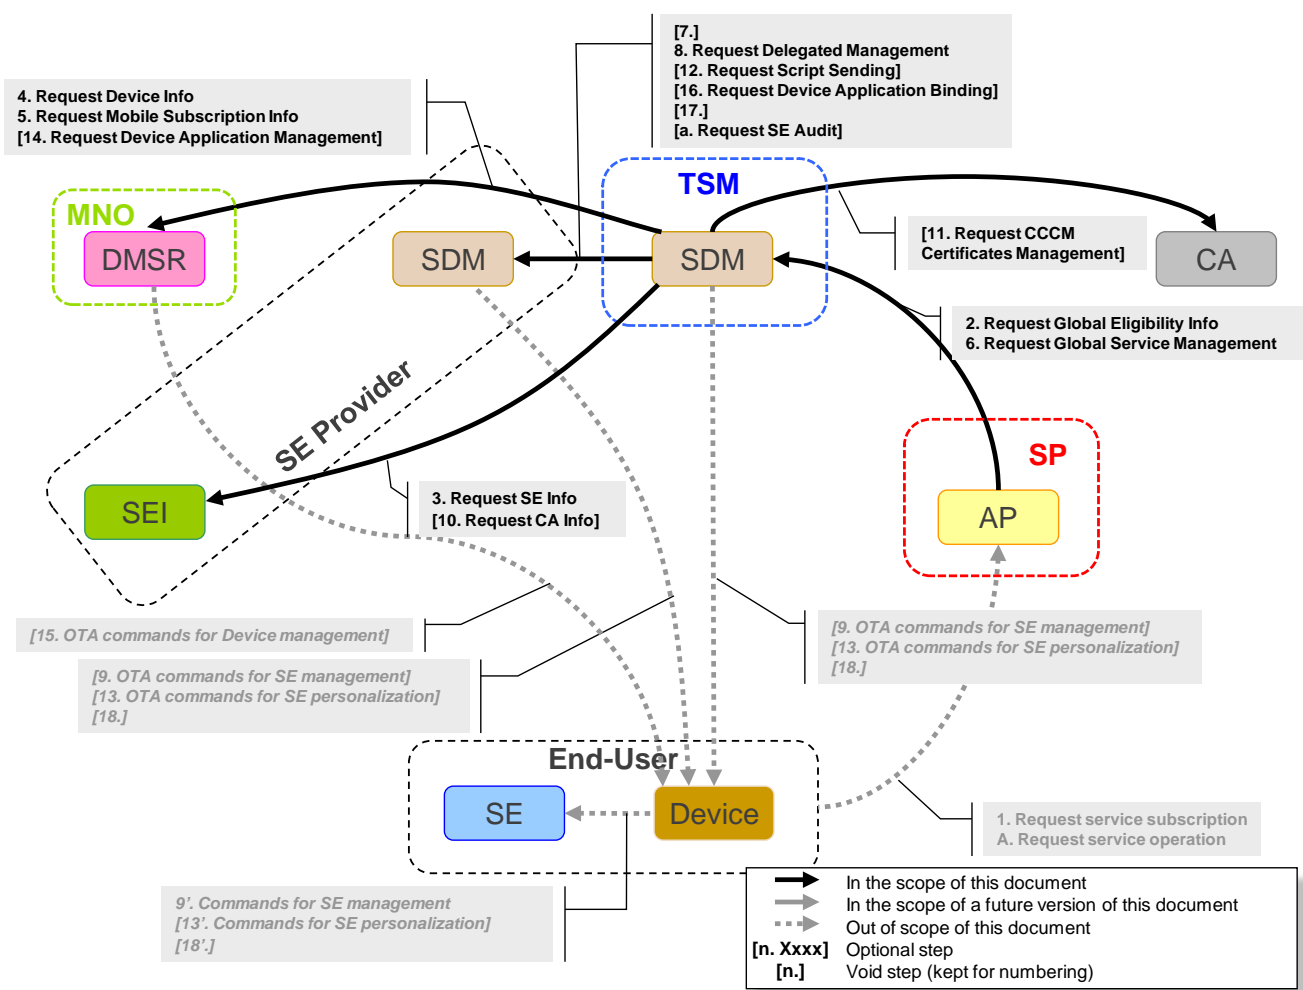 [7.]
8. Request Delegated Management
[12. Request Script Sending]
[16. Request Device Application Binding]
[17.]
[a. Request SE Audit]
4. Request Device Info
5. Request Mobile Subscription Info
[14. Request Device Application Management]
TSM
MNO
DMSR
SDM
SDM
[11. Request CCCM
Certificates Management]
CA
2. Request Global Eligibility Info
6. Request Global Service Management
SE Provider
SP
SEI
3. Request SE Info
[10. Request CA Info]
AP
[15. OTA commands for Device management]
[9. OTA commands for SE management]
[13. OTA commands for SE personalization]
[18.]
[9. OTA commands for SE management]
[13. OTA commands for SE personalization]
[18.]
End-User
SE
Device
1. Request service subscription
A. Request service operation
9'. Commands for SE management
[13'. Commands for SE personalization]
[18'.]
In the scope of this document
In the scope of a future version of this document
Out of scope of this document
[n. Xxxx] Optional step
[n.] Void step (kept for numbering)